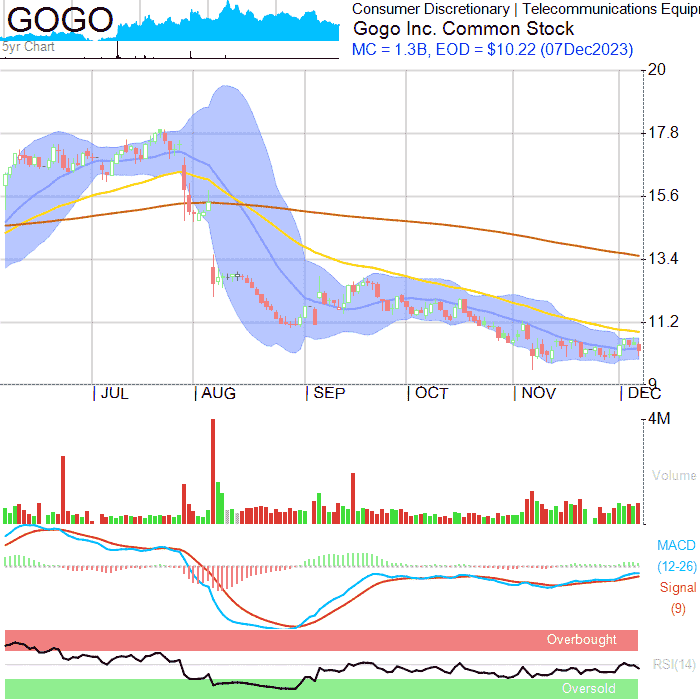 GOGO
5yr Chart
Consumer Discretionary | Telecommunications Equip
Gogo Inc. Common Stock
MC = 1.3B, EOD = $10.22 (07Dec2023)
20
17.8
15.6
13.4
11.2
9
JUL AUG SEP OCT NOV DEC
4M
Volume
MACD
(12-26)
Signal
(9)
Overbought
RSI(14)
Oversold